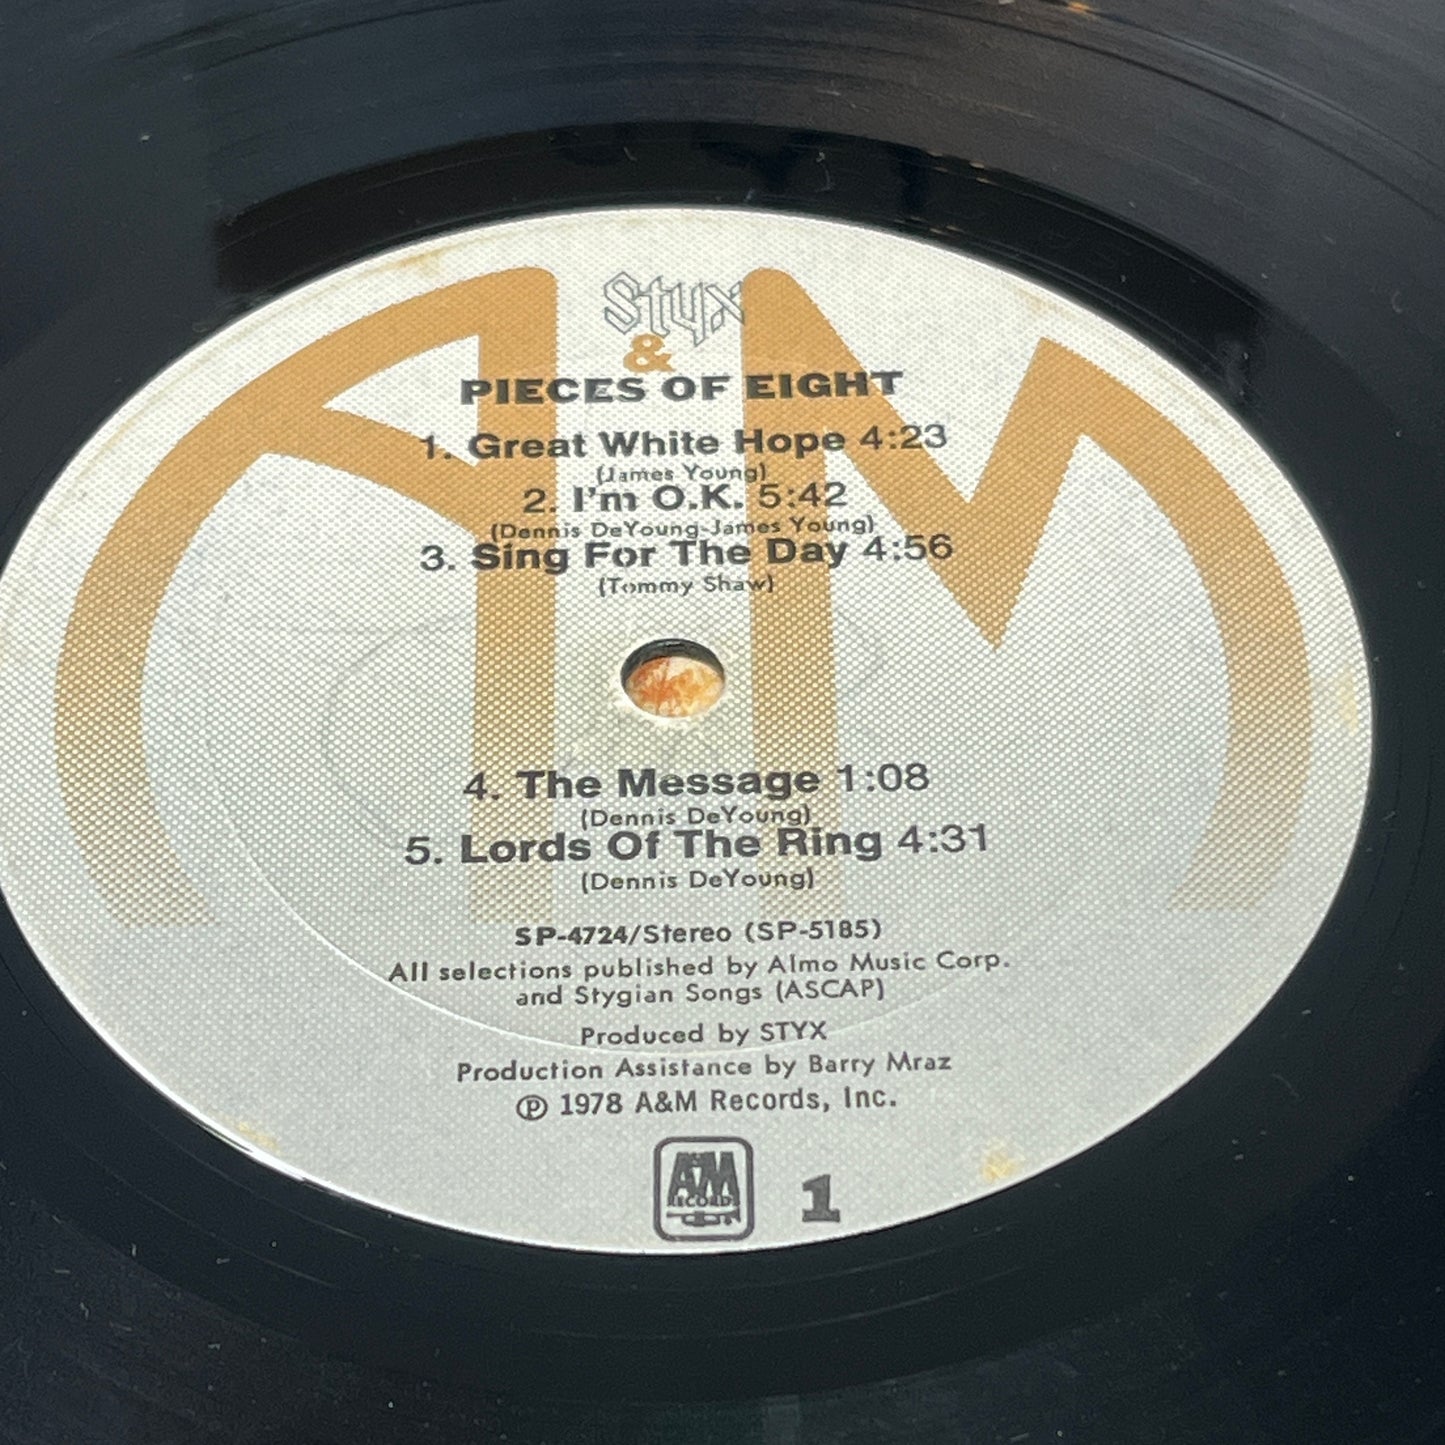 Styx
&
PIECES OF EIGHT
1. Great White Hope 4:23
(James Young)
2. I'm O.K. 5:42
(Dennis DeYoung-James Young)
3. Sing For The Day 4:56
(Tommy Shaw)
4. The Message 1:08
(Dennis DeYoung)
5. Lords Of The Ring 4:31
(Dennis DeYoung)
SP-4724/Stereo (SP-5185)
All selections published by Almo Music Corp.
and Stygian Songs (ASCAP)
Produced by STYX
Production Assistance by Barry Mraz
℗ 1978 A&M Records, Inc.
A&M
RECORDS
1
A&M